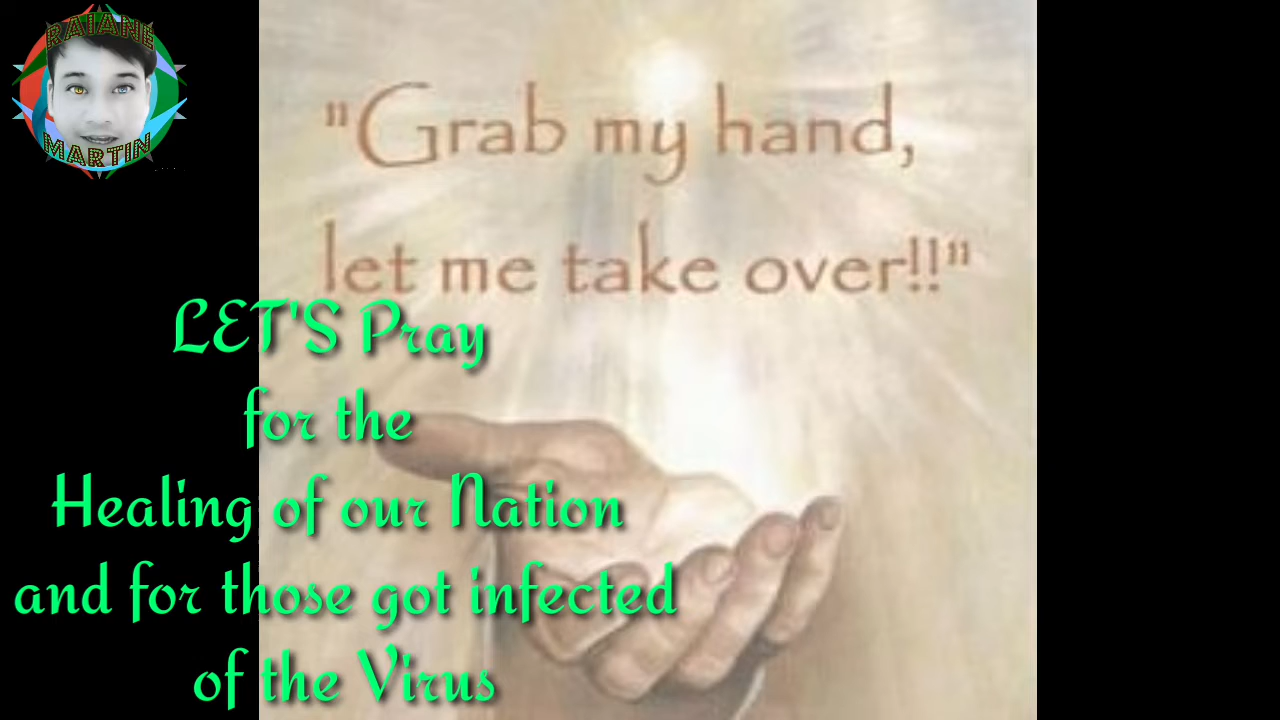 RAIANE
MARTIN
"Grab my hand,
let me take over!!"
LET'S Pray
for the
Healing of our Nation
and for those got infected
of the Virus